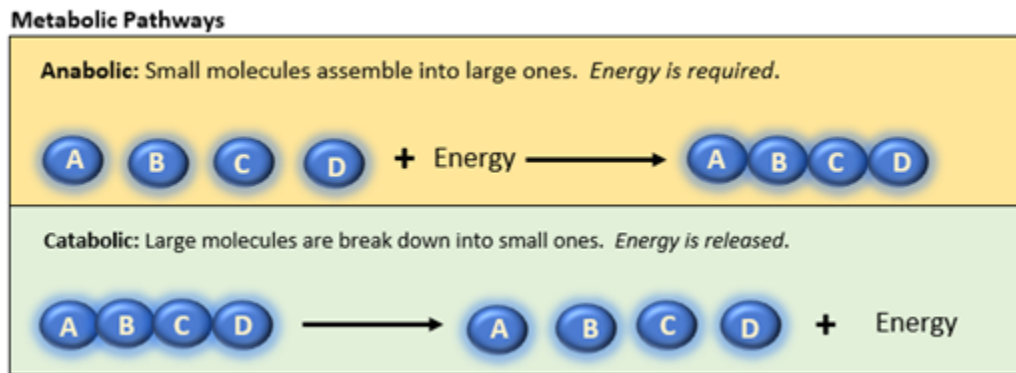 Metabolic Pathways
Anabolic: Small molecules assemble into large ones. Energy is required.
A B C D + Energy A B C D
Catabolic: Large molecules are break down into small ones. Energy is released.
A B C D A B C D + Energy